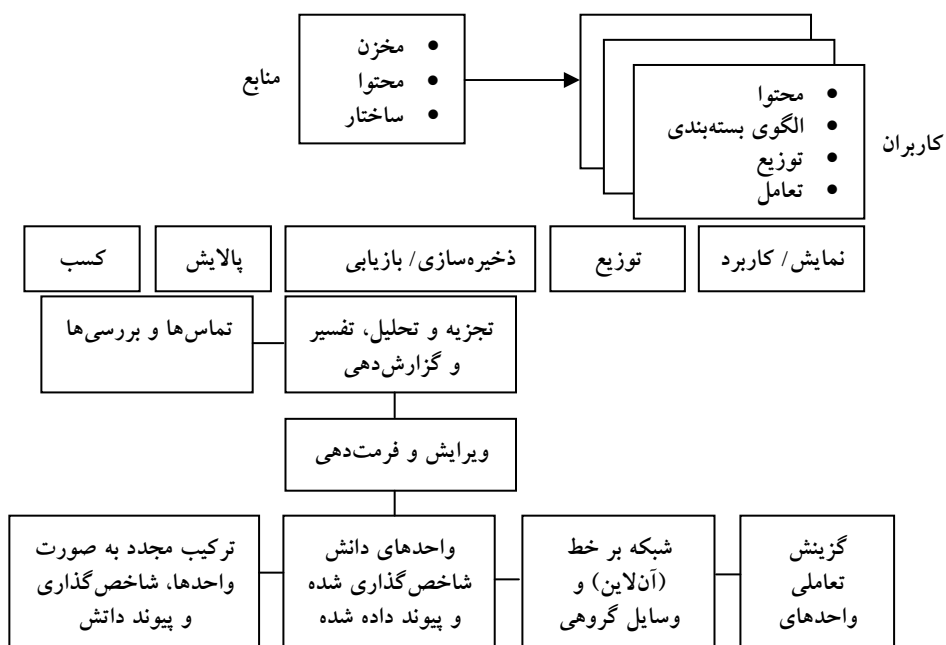 منابع
• مخزن
• محتوا
• ساختار
• محتوا
• الگوی بسته‌بندی
• توزیع
• تعامل
کاربران
کسب
پالایش
ذخیره‌سازی/ بازیابی
توزیع
نمایش/ کاربرد
تماس‌ها و بررسی‌ها
تجزیه و تحلیل، تفسیر
و گزارش‌دهی
ویرایش و فرمت‌دهی
ترکیب مجدد به صورت
واحدها، شاخص‌گذاری
و پیوند داتش
واحدهای دانش
شاخص‌گذاری شده
و پیوند داده شده
شبکه بر خط
(آن‌لاین) و
وسایل گروهی
گزینش
تعاملی
واحدهای